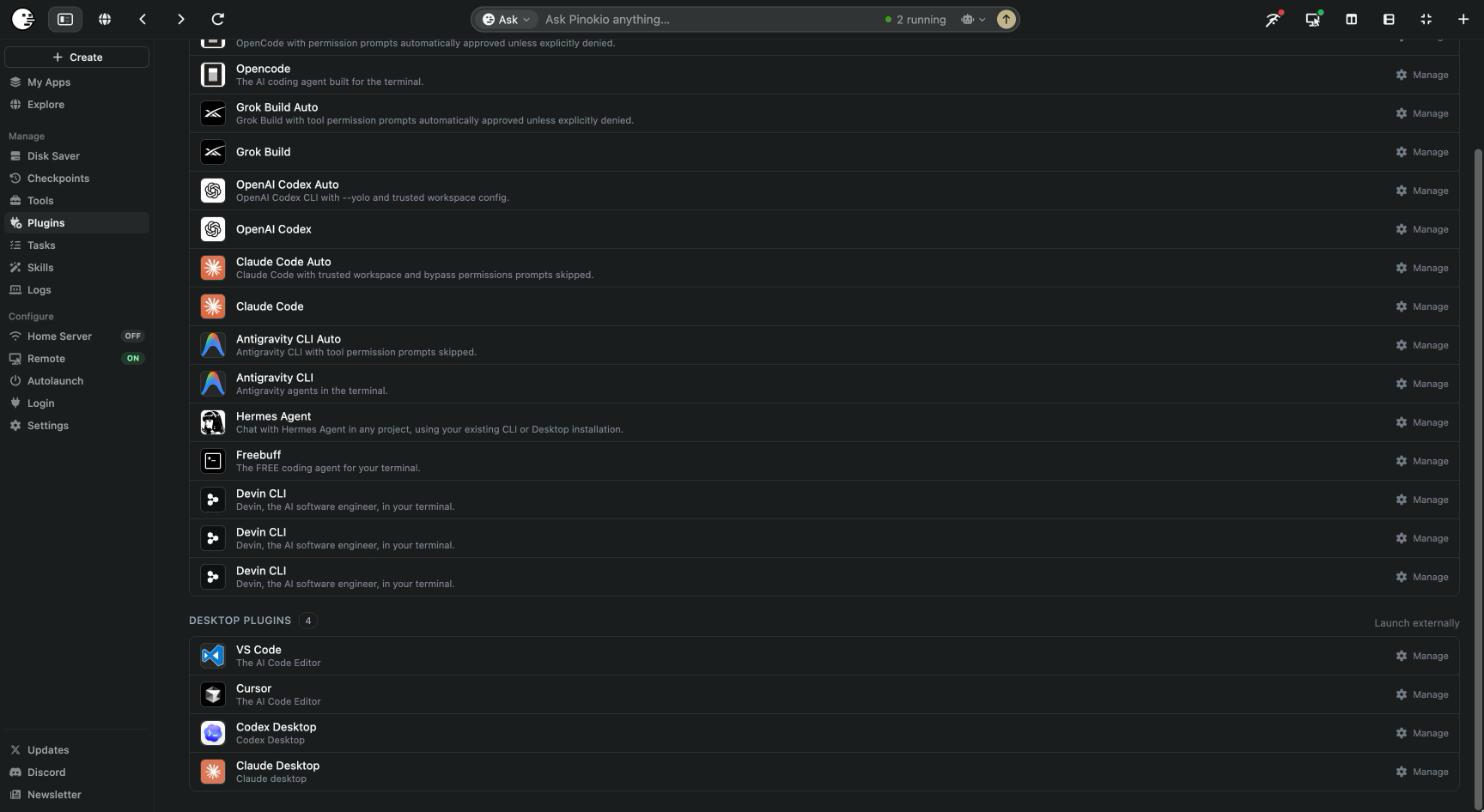 Ask
Ask Pinokio anything...
2 running
Create
My Apps
Explore
Manage
Disk Saver
Checkpoints
Tools
Plugins
Tasks
Skills
Logs
Configure
Home Server OFF
Remote ON
Autolaunch
Login
Settings
Updates
Discord
Newsletter
OpenCode with permission prompts automatically approved unless explicitly denied.
Opencode
The AI coding agent built for the terminal.
Manage
Grok Build Auto
Grok Build with tool permission prompts automatically approved unless explicitly denied.
Manage
Grok Build
Manage
OpenAI Codex Auto
OpenAI Codex CLI with --yolo and trusted workspace config.
Manage
OpenAI Codex
Manage
Claude Code Auto
Claude Code with trusted workspace and bypass permissions prompts skipped.
Manage
Claude Code
Manage
Antigravity CLI Auto
Antigravity CLI with tool permission prompts skipped.
Manage
Antigravity CLI
Antigravity agents in the terminal.
Manage
Hermes Agent
Chat with Hermes Agent in any project, using your existing CLI or Desktop installation.
Manage
Freebuff
The FREE coding agent for your terminal.
Manage
Devin CLI
Devin, the AI software engineer, in your terminal.
Manage
Devin CLI
Devin, the AI software engineer, in your terminal.
Manage
Devin CLI
Devin, the AI software engineer, in your terminal.
Manage
DESKTOP PLUGINS 4
Launch externally
VS Code
The AI Code Editor
Manage
Cursor
The AI Code Editor
Manage
Codex Desktop
Codex Desktop
Manage
Claude Desktop
Claude desktop
Manage